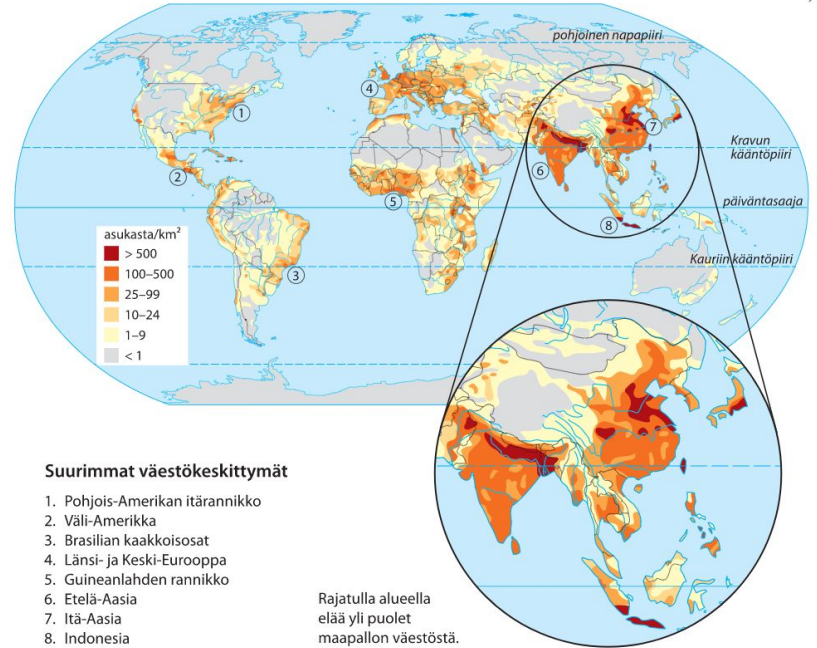 pohjoinen napapiiri
Kravun
kääntöpiiri
päiväntasaaja
Kauriin kääntöpiiri
1
2
3
4
5
6
7
8
asukasta/km²
> 500
100–500
25–99
10–24
1–9
< 1
Suurimmat väestökeskittymät
1. Pohjois-Amerikan itärannikko
2. Väli-Amerikka
3. Brasilian kaakkoisosat
4. Länsi- ja Keski-Eurooppa
5. Guineanlahden rannikko
6. Etelä-Aasia
7. Itä-Aasia
8. Indonesia
Rajatulla alueella
elää yli puolet
maapallon väestöstä.